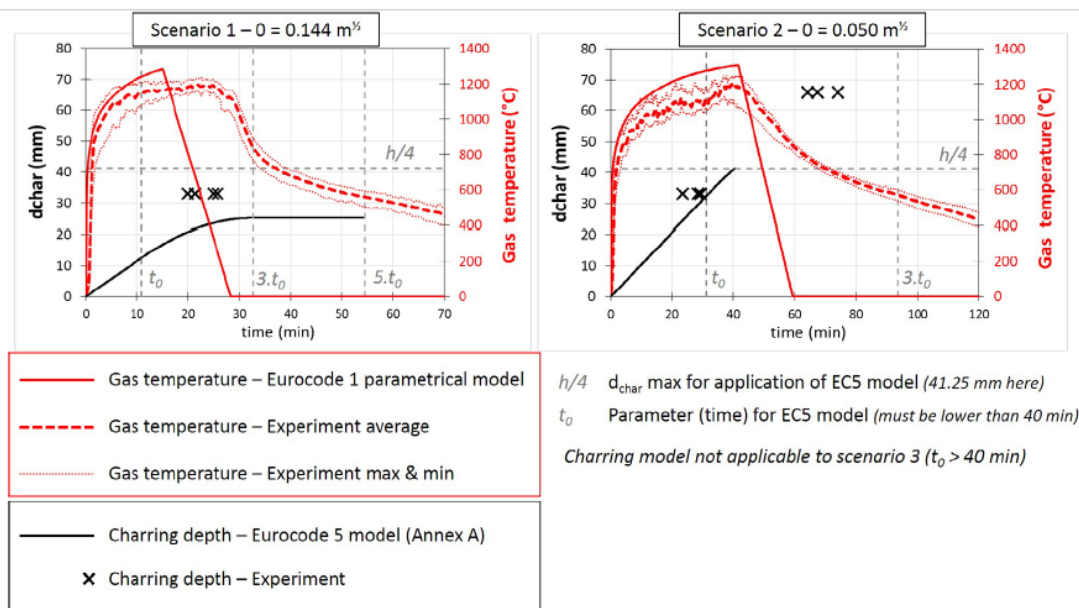 Scenario 1 – 0 = 0.144 m½
80
70
60
50
40
30
20
10
0
dchar (mm)
1400
1200
1000
800
600
400
200
0
Gas temperature (°C)
h/4
t0
3.t0
5.t0
0 10 20 30 40 50 60 70
time (min)
Scenario 2 – 0 = 0.050 m½
80
70
60
50
40
30
20
10
0
dchar (mm)
1400
1200
1000
800
600
400
200
0
Gas temperature (°C)
h/4
t0
3.t0
0 20 40 60 80 100 120
time (min)
Gas temperature – Eurocode 1 parametrical model
Gas temperature – Experiment average
Gas temperature – Experiment max & min
Charring depth – Eurocode 5 model (Annex A)
Charring depth – Experiment
h/4 dchar max for application of EC5 model (41.25 mm here)
t0 Parameter (time) for EC5 model (must be lower than 40 min)
Charring model not applicable to scenario 3 (t0 > 40 min)